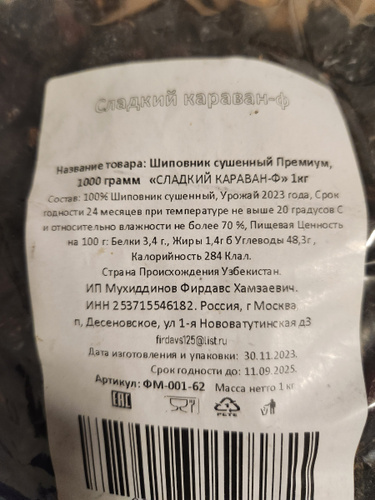 Сладкий караван-ф
Название товара: Шиповник сушенный Премиум,
1000 грамм «СЛАДКИЙ КАРАВАН-Ф» 1кг
Состав: 100% Шиповник сушенный, Урожай 2023 года, Срок
годности 24 месяцев при температуре не выше 20 градусов С
и относительно влажности не более 70 %, Пищевая Ценность
на 100 г: Белки 3,4 г., Жиры 1,4г б Углеводы 48,3г,
Калорийность 284 Клал.
Страна Происхождения Узбекистан.
ИП Мухиддинов Фирдавс Хамзаевич.
ИНН 253715546182. Россия, г Москва
п, Десеновское, ул 1-я Нововатутинская д3
firdavs125@list.ru
Дата изготовления и упаковки: 30.11.2023.
Срок годности до: 11.09.2025.
Артикул: ФМ-001-62 Масса нетто 1 кг
EAC
PETE